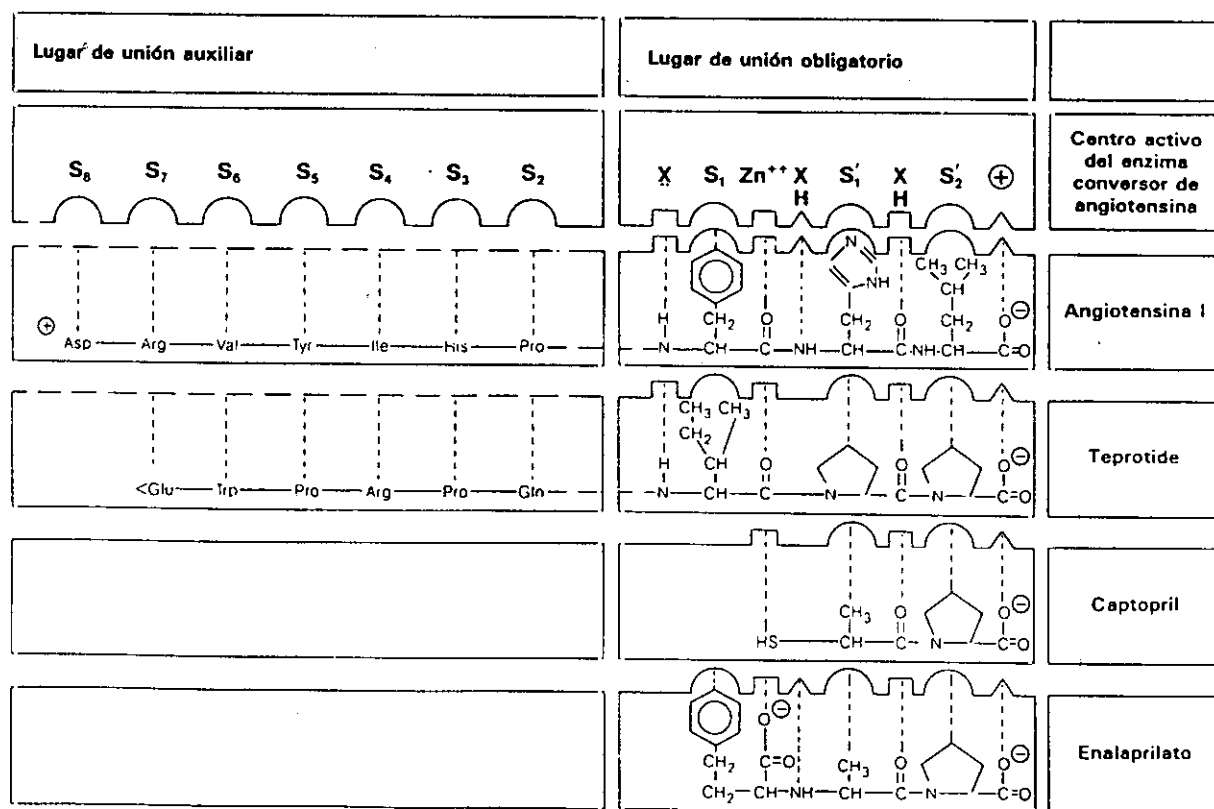 Lugar de unión auxiliar
Lugar de unión obligatorio
S8 S7 S6 S5 S4 S3 S2
X S1 Zn++ X H S'1 X H S'2 ⊕
Centro activo
del enzima
conversor de
angiotensina
⊕
Asp Arg Val Tyr Ile His Pro
N NH
CH3 CH3
CH
H CH2 O CH2 O CH2 O⊖
N CH C NH CH C NH CH C=O
Angiotensina I
CH3 CH3
CH2
H CH O O O⊖
<Glu Trp Pro Arg Pro Gln
N CH C N C N C=O
Teprotide
CH3 O O⊖
HS CH C N C=O
Captopril
O⊖
CH2 C=O CH3 O O⊖
CH2 CH NH CH C N C=O
Enalaprilato